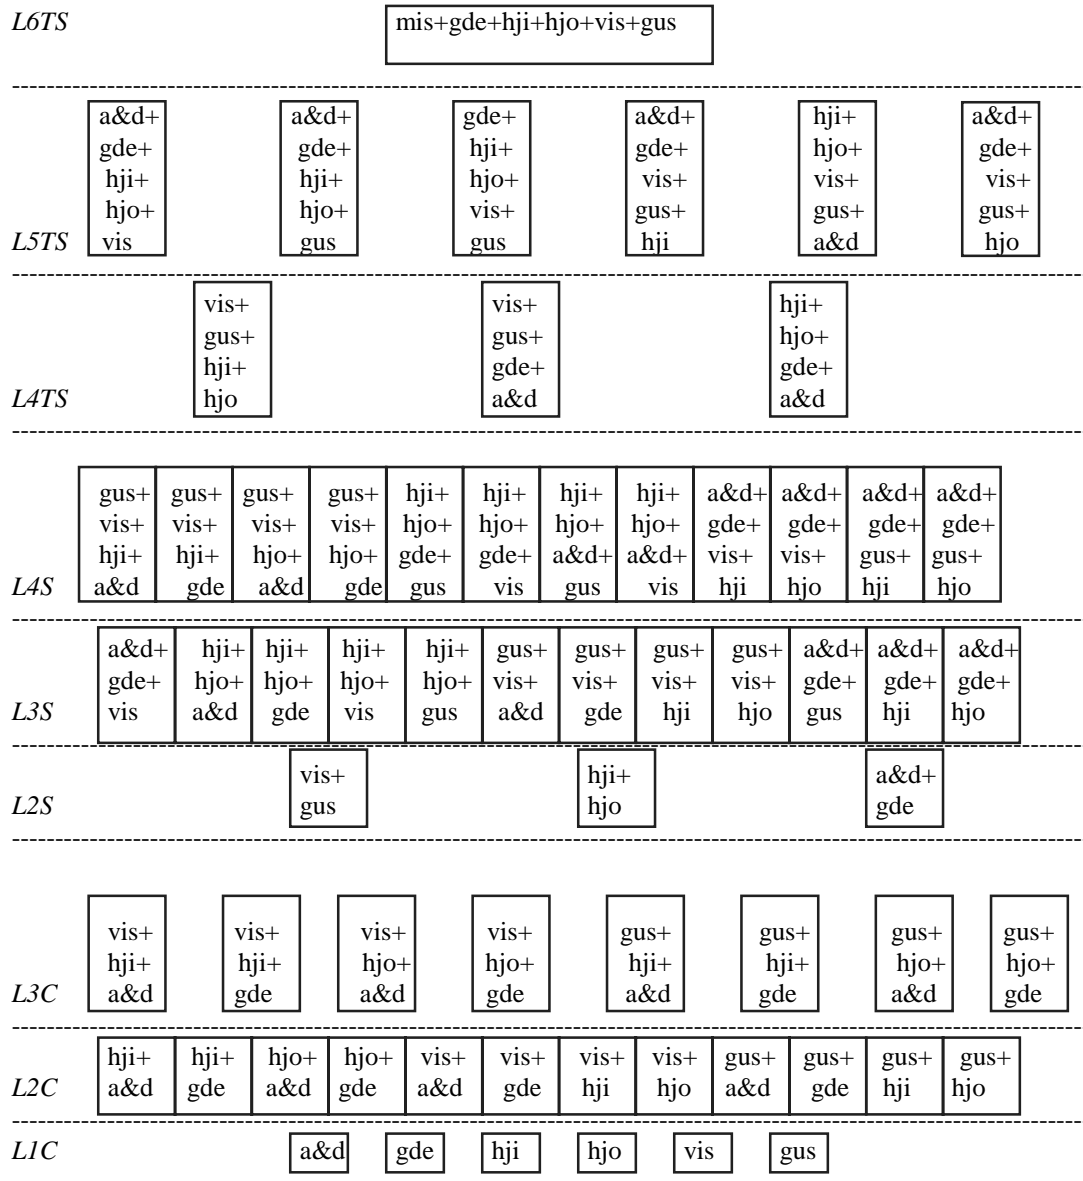 L6TS mis+gde+hji+hjo+vis+gus
a&d+ a&d+ gde+ a&d+ hji+ a&d+
gde+ gde+ hji+ gde+ hjo+ gde+
hji+ hji+ hjo+ vis+ vis+ vis+
hjo+ hjo+ vis+ gus+ gus+ gus+
L5TS vis gus gus hji a&d hjo
vis+ vis+ hji+
gus+ gus+ hjo+
hji+ gde+ gde+
L4TS hjo a&d a&d
gus+ gus+ gus+ gus+ hji+ hji+ hji+ hji+ a&d+ a&d+ a&d+ a&d+
vis+ vis+ vis+ vis+ hjo+ hjo+ hjo+ hjo+ gde+ gde+ gde+ gde+
hji+ hji+ hjo+ hjo+ gde+ gde+ a&d+ a&d+ vis+ vis+ gus+ gus+
L4S a&d gde a&d gde gus vis gus vis hji hjo hji hjo
a&d+ hji+ hji+ hji+ hji+ gus+ gus+ gus+ gus+ a&d+ a&d+ a&d+
gde+ hjo+ hjo+ hjo+ hjo+ vis+ vis+ vis+ vis+ gde+ gde+ gde+
L3S vis a&d gde vis gus a&d gde hji hjo gus hji hjo
vis+ hji+ a&d+
L2S gus hjo gde
vis+ vis+ vis+ vis+ gus+ gus+ gus+ gus+
hji+ hji+ hjo+ hjo+ hji+ hji+ hjo+ hjo+
L3C a&d gde a&d gde a&d gde a&d gde
hji+ hji+ hjo+ hjo+ vis+ vis+ vis+ vis+ gus+ gus+ gus+ gus+
L2C a&d gde a&d gde a&d gde hji hjo a&d gde hji hjo
L1C a&d gde hji hjo vis gus